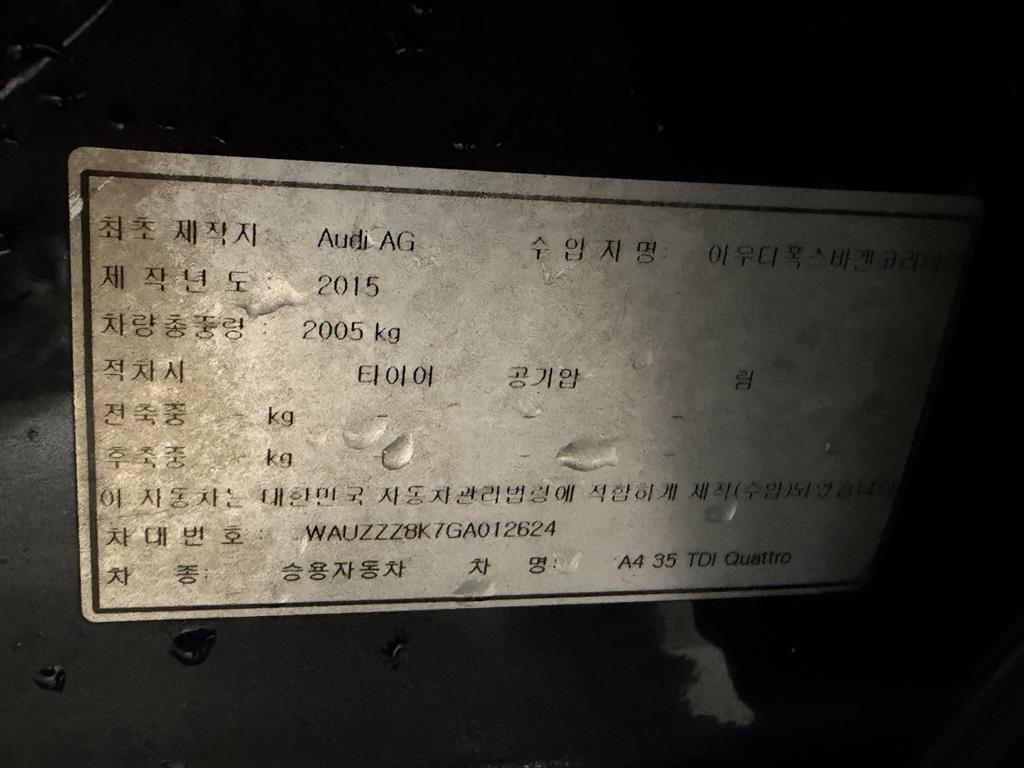 최초 제작자: Audi AG 수 입 자 명: 아우디폭스바겐코리아
제 작 년 도: 2015
차량총중량: 2005 kg
적차시 타이어 공기압 림
전축중 - kg - - -
후축중 - kg - -
이 자동차는 대한민국 자동차관리법령에 적합하게 제작(수입)되었습니다
차 대 번 호: WAUZZZ8K7GA012624
차 종: 승용자동차 차 명: A4 35 TDI Quattro